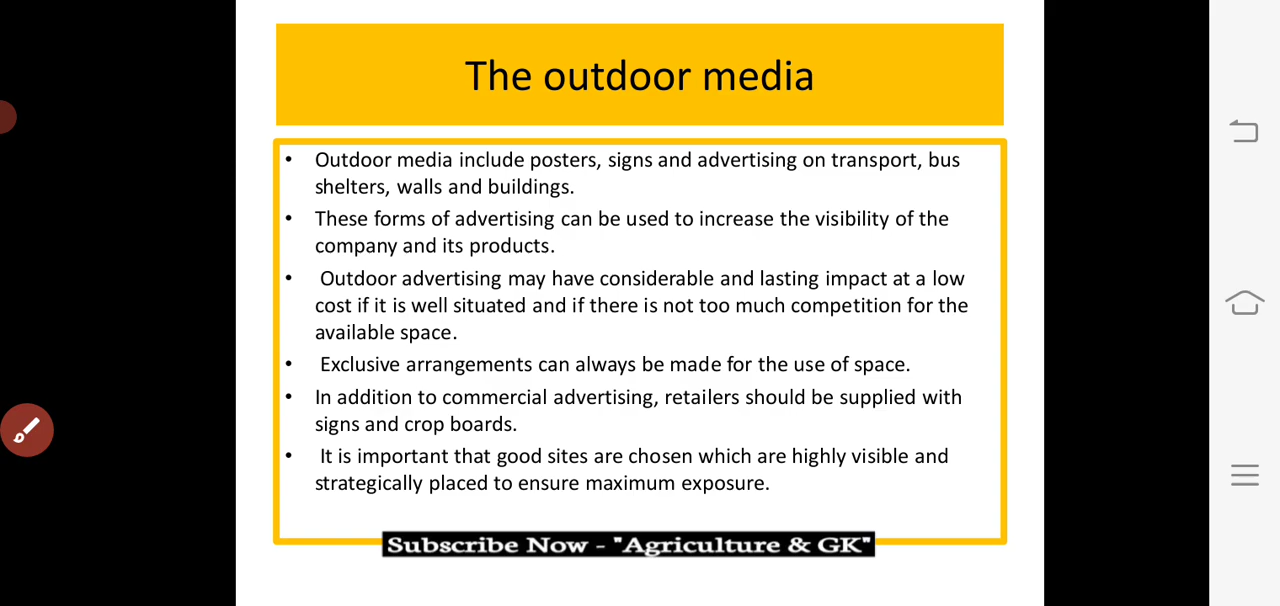 The outdoor media
• Outdoor media include posters, signs and advertising on transport, bus
shelters, walls and buildings.
• These forms of advertising can be used to increase the visibility of the
company and its products.
• Outdoor advertising may have considerable and lasting impact at a low
cost if it is well situated and if there is not too much competition for the
available space.
• Exclusive arrangements can always be made for the use of space.
• In addition to commercial advertising, retailers should be supplied with
signs and crop boards.
• It is important that good sites are chosen which are highly visible and
strategically placed to ensure maximum exposure.
Subscribe Now - "Agriculture & GK"